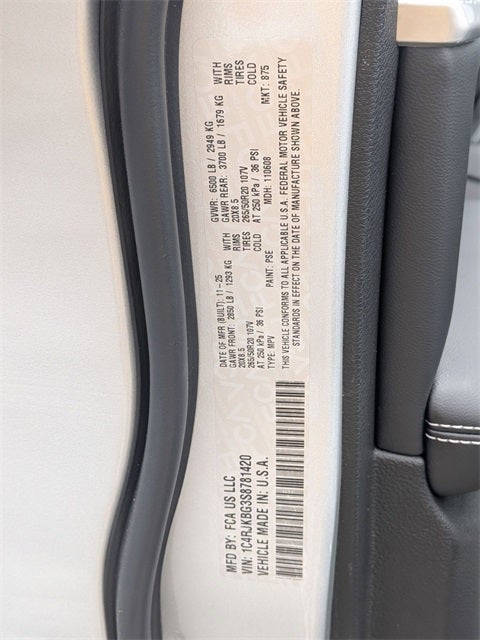 MFD BY: FCA US LLC
VIN: 1C4RJKBG3S8781420
VEHICLE MADE IN: U.S.A.
DATE OF MFR (BUILT): 11-25
GAWR FRONT: 2850 LB / 1293 KG WITH
20X8.5 RIMS
265/50R20 107V TIRES
AT 250 kPa / 36 PSI COLD
TYPE: MPV PAINT: PSE
GVWR: 6500 LB / 2949 KG
GAWR REAR: 3700 LB / 1679 KG WITH
20X8.5 RIMS
265/50R20 107V TIRES
AT 250 kPa / 36 PSI COLD
MDH: 110608 MKT: 875
THIS VEHICLE CONFORMS TO ALL APPLICABLE U.S.A. FEDERAL MOTOR VEHICLE SAFETY
STANDARDS IN EFFECT ON THE DATE OF MANUFACTURE SHOWN ABOVE.